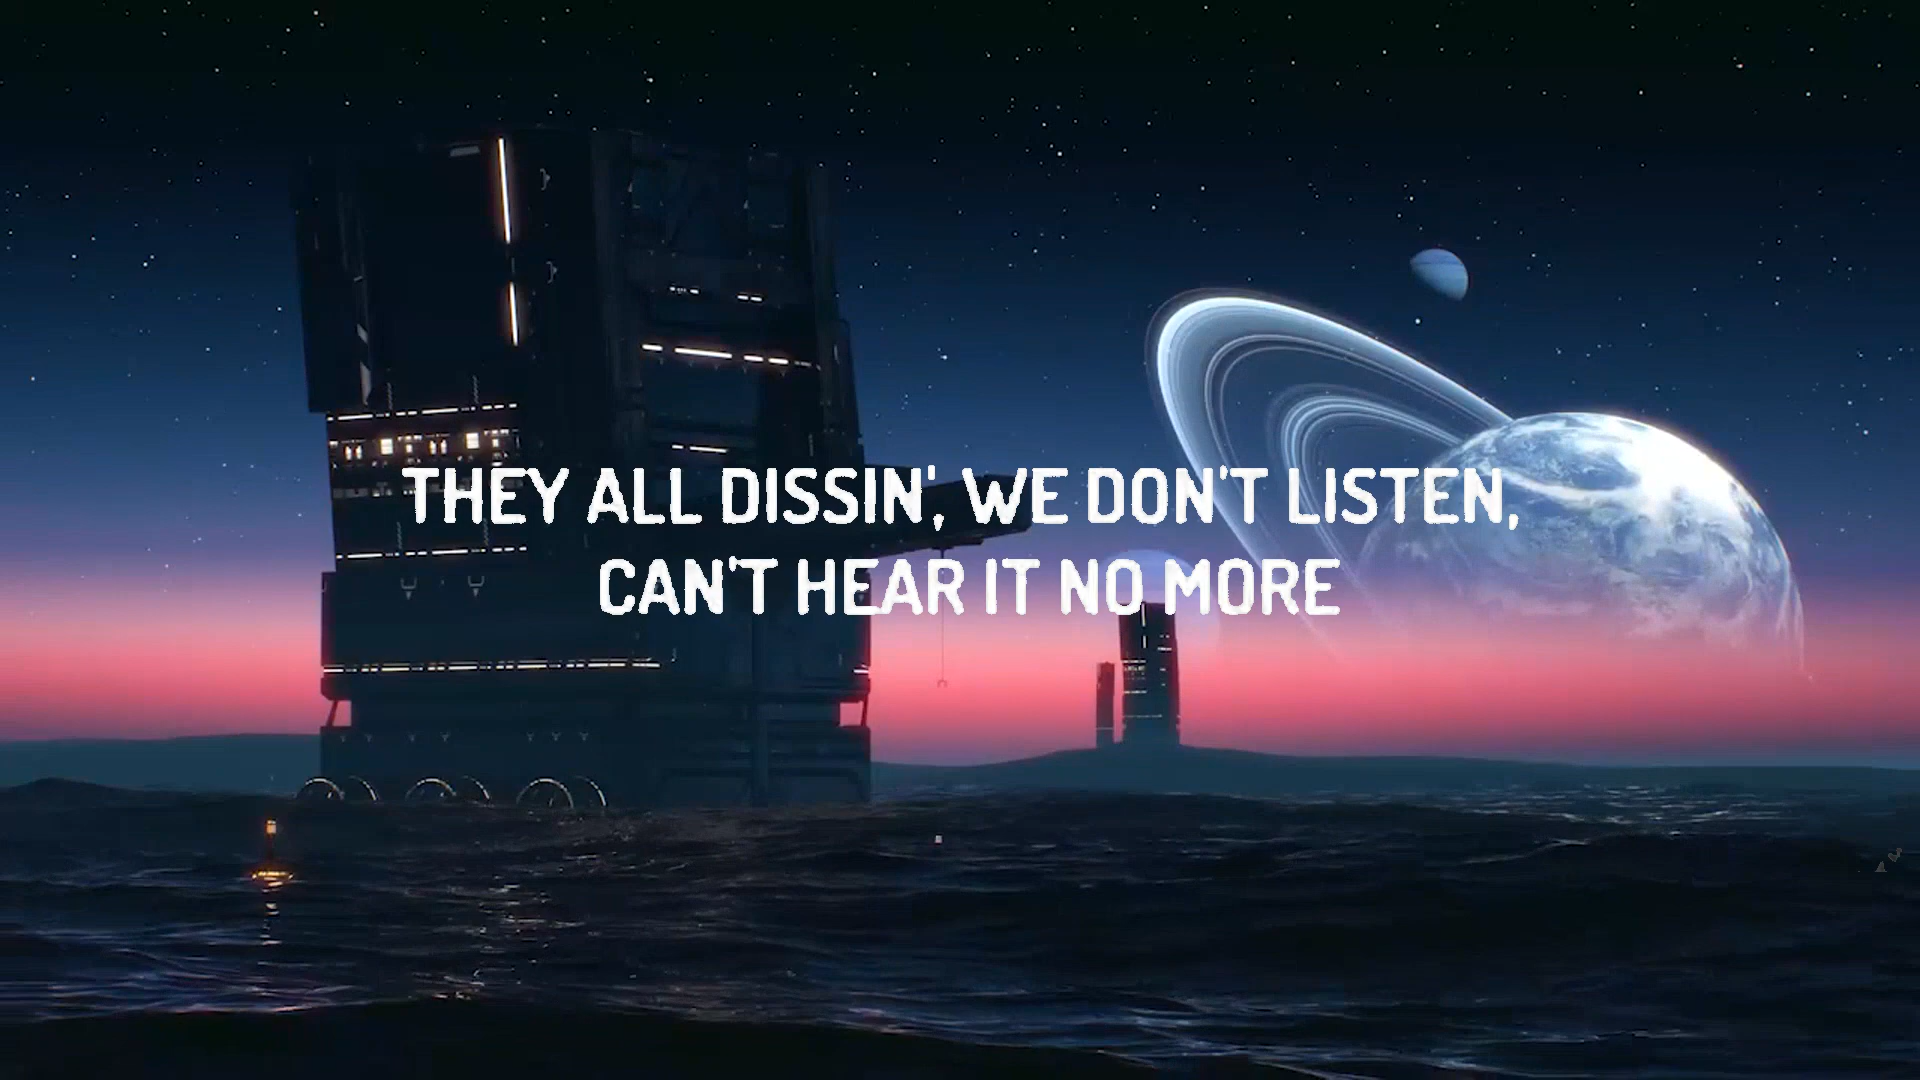 THEY ALL DISSIN', WE DON'T LISTEN,
CAN'T HEAR IT NO MORE